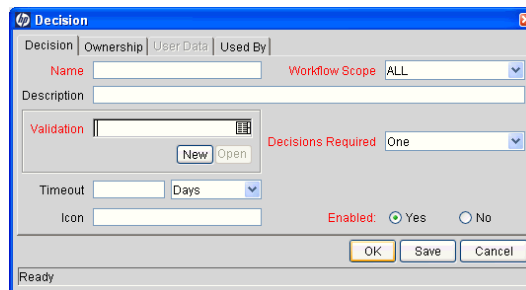 hp Decision
Decision Ownership User Data Used By
Name Workflow Scope ALL
Description
Validation
New Open
Decisions Required One
Timeout Days
Icon Enabled: Yes No
OK Save Cancel
Ready